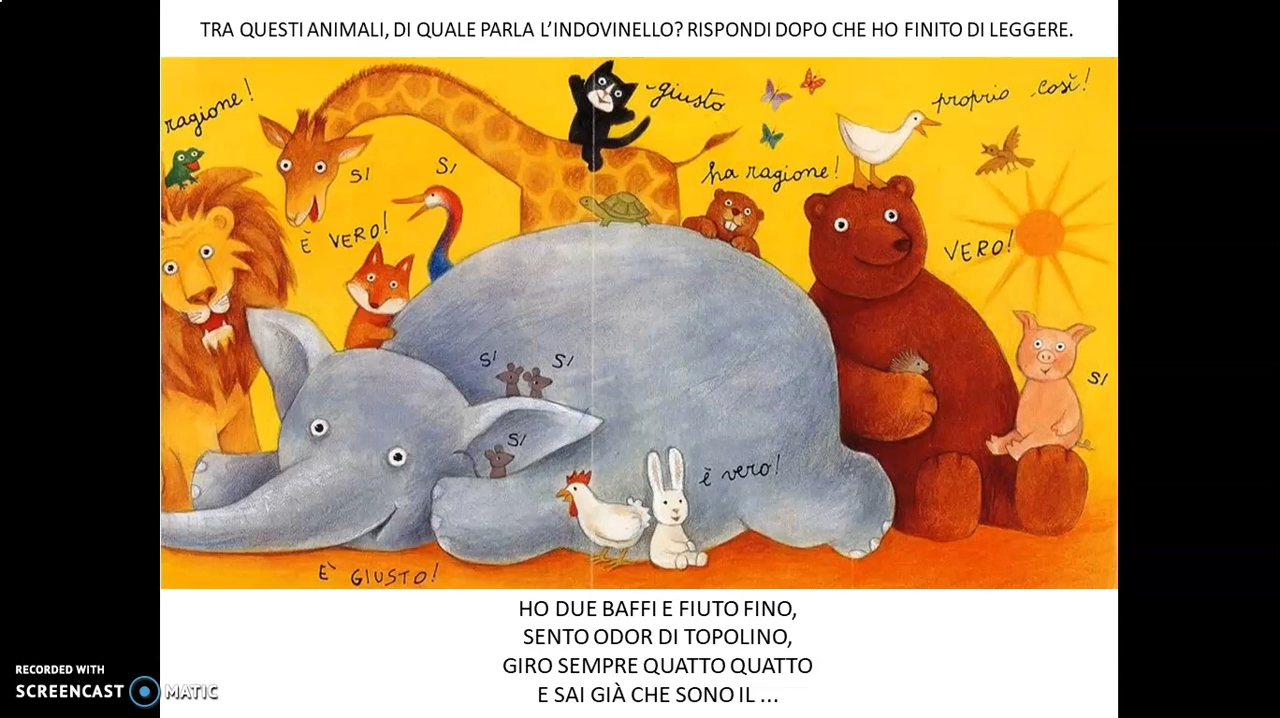 TRA QUESTI ANIMALI, DI QUALE PARLA L'INDOVINELLO? RISPONDI DOPO CHE HO FINITO DI LEGGERE.
ragione!
giusto
proprio così!
SI
SI
ha ragione!
È VERO!
VERO!
SI
SI
SI
SI
è vero!
E' GIUSTO!
HO DUE BAFFI E FIUTO FINO,
SENTO ODOR DI TOPOLINO,
GIRO SEMPRE QUATTO QUATTO
E SAI GIÀ CHE SONO IL ...
RECORDED WITH
SCREENCAST MATIC